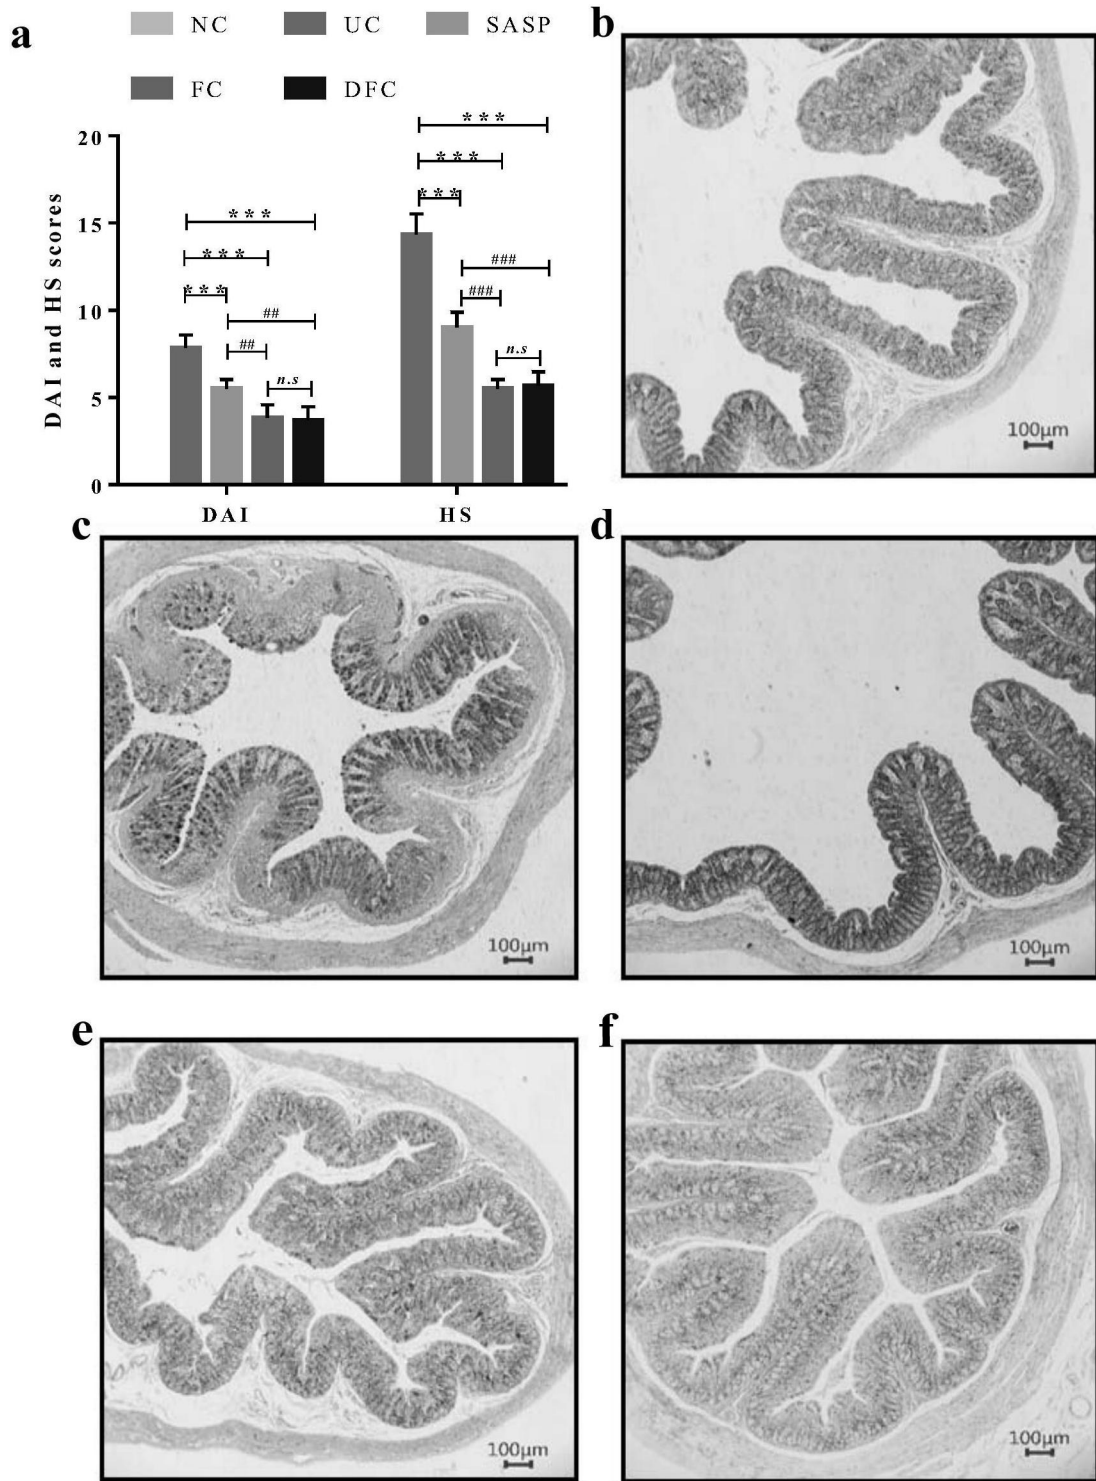 a
NC UC SASP
FC DFC
DAI and HS scores
20
15
10
5
0
***
***
***
##
##
n.s
***
***
***
###
###
n.s
DAI HS
b
100µm
c
100µm
d
100µm
e
100µm
f
100µm